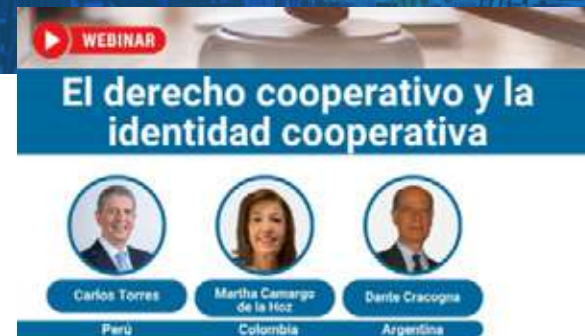 WEBINAR
El derecho cooperativo y la
identidad cooperativa
Carlos Torres
Martha Camargo
de la Hoz
Dante Cracogna
Perú
Colombia
Argentina